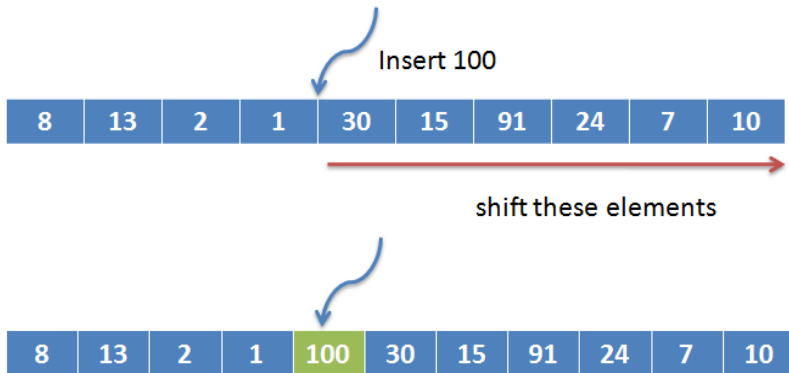 Insert 100
8 13 2 1 30 15 91 24 7 10
shift these elements
8 13 2 1 100 30 15 91 24 7 10